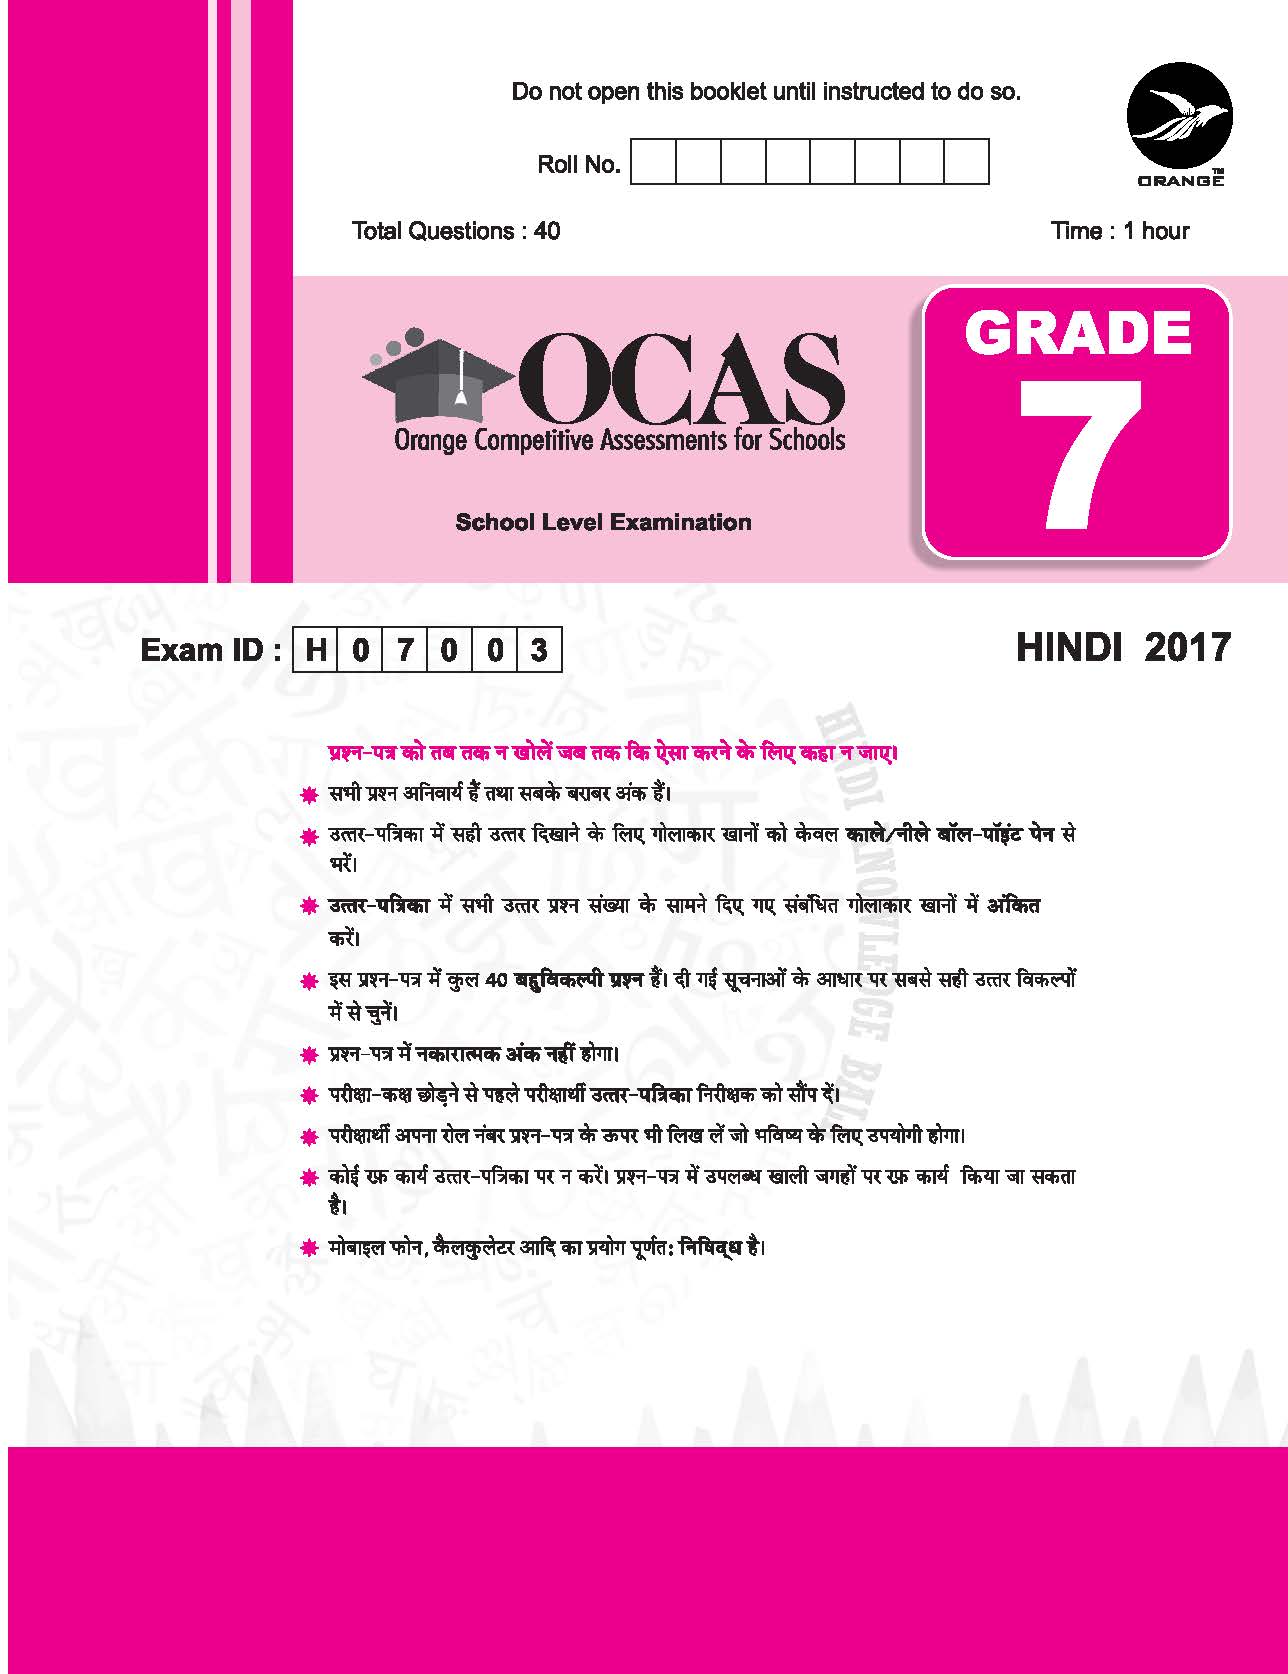 Do not open this booklet until instructed to do so.
Roll No.
ORANGE™
Total Questions : 40 Time : 1 hour
GRADE
7
OCAS
Orange Competitive Assessments for Schools
School Level Examination
Exam ID : H 0 7 0 0 3 HINDI 2017
प्रश्न-पत्र को तब तक न खोलें जब तक कि ऐसा करने के लिए कहा न जाए।
सभी प्रश्न अनिवार्य हैं तथा सबके बराबर अंक हैं।
उत्तर-पत्रिका में सही उत्तर दिखाने के लिए गोलाकार खानों को केवल काले/नीले बॉल-पॉइंट पेन से
भरें।
उत्तर-पत्रिका में सभी उत्तर प्रश्न संख्या के सामने दिए गए संबंधित गोलाकार खानों में अंकित
करें।
इस प्रश्न-पत्र में कुल 40 बहुविकल्पी प्रश्न हैं। दी गई सूचनाओं के आधार पर सबसे सही उत्तर विकल्पों
में से चुनें।
प्रश्न-पत्र में नकारात्मक अंक नहीं होगा।
परीक्षा-कक्ष छोड़ने से पहले परीक्षार्थी उत्तर-पत्रिका निरीक्षक को सौंप दें।
परीक्षार्थी अपना रोल नंबर प्रश्न-पत्र के ऊपर भी लिख लें जो भविष्य के लिए उपयोगी होगा।
कोई रफ़ कार्य उत्तर-पत्रिका पर न करें। प्रश्न-पत्र में उपलब्ध खाली जगहों पर रफ़ कार्य किया जा सकता
है।
मोबाइल फोन, कैलकुलेटर आदि का प्रयोग पूर्णत: निषिद्ध है।